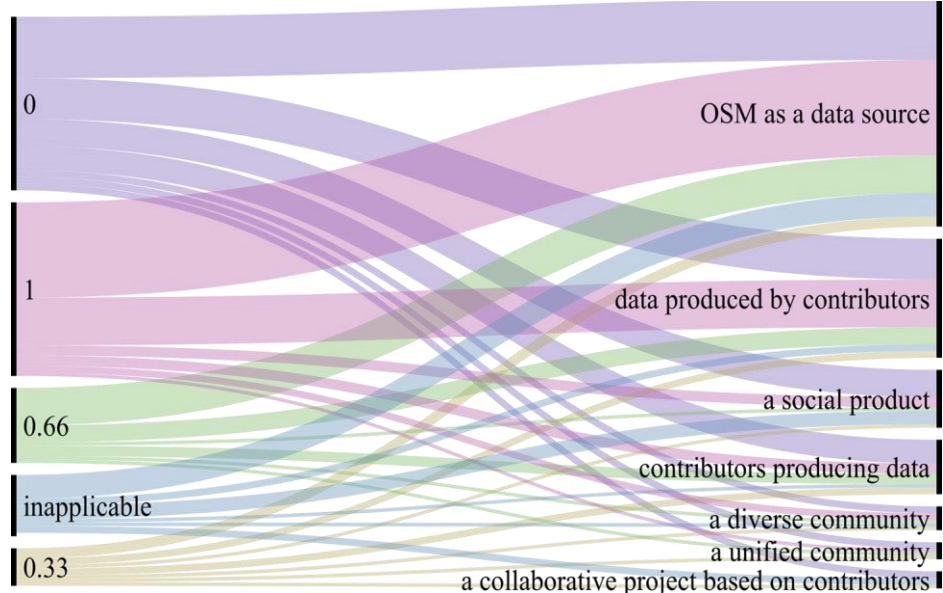 0
1
0.66
inapplicable
0.33
OSM as a data source
data produced by contributors
a social product
contributors producing data
a diverse community
a unified community
a collaborative project based on contributors